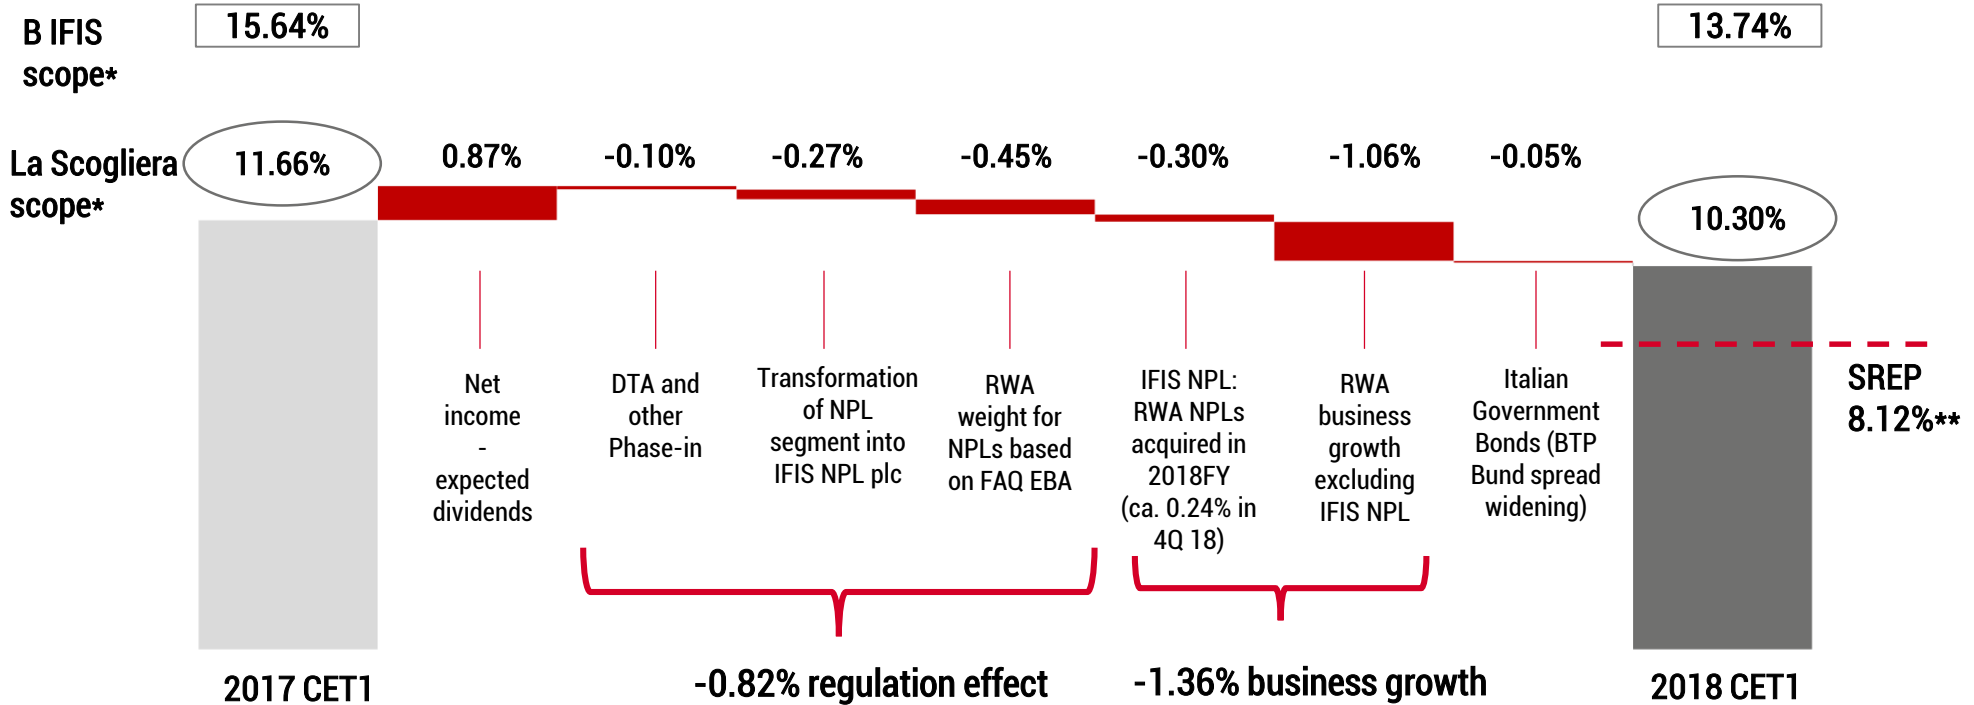 B IFIS
scope*
15.64%
13.74%
La Scogliera
scope*
11.66%
0.87%
-0.10%
-0.27%
-0.45%
-0.30%
-1.06%
-0.05%
10.30%
Net
income
-
expected
dividends
DTA and
other
Phase-in
Transformation
of NPL
segment into
IFIS NPL plc
RWA
weight for
NPLs based
on FAQ EBA
IFIS NPL:
RWA NPLs
acquired in
2018FY
(ca. 0.24% in
4Q 18)
RWA
business
growth
excluding
IFIS NPL
Italian
Government
Bonds (BTP
Bund spread
widening)
SREP
8.12%**
2017 CET1
-0.82% regulation effect
-1.36% business growth
2018 CET1